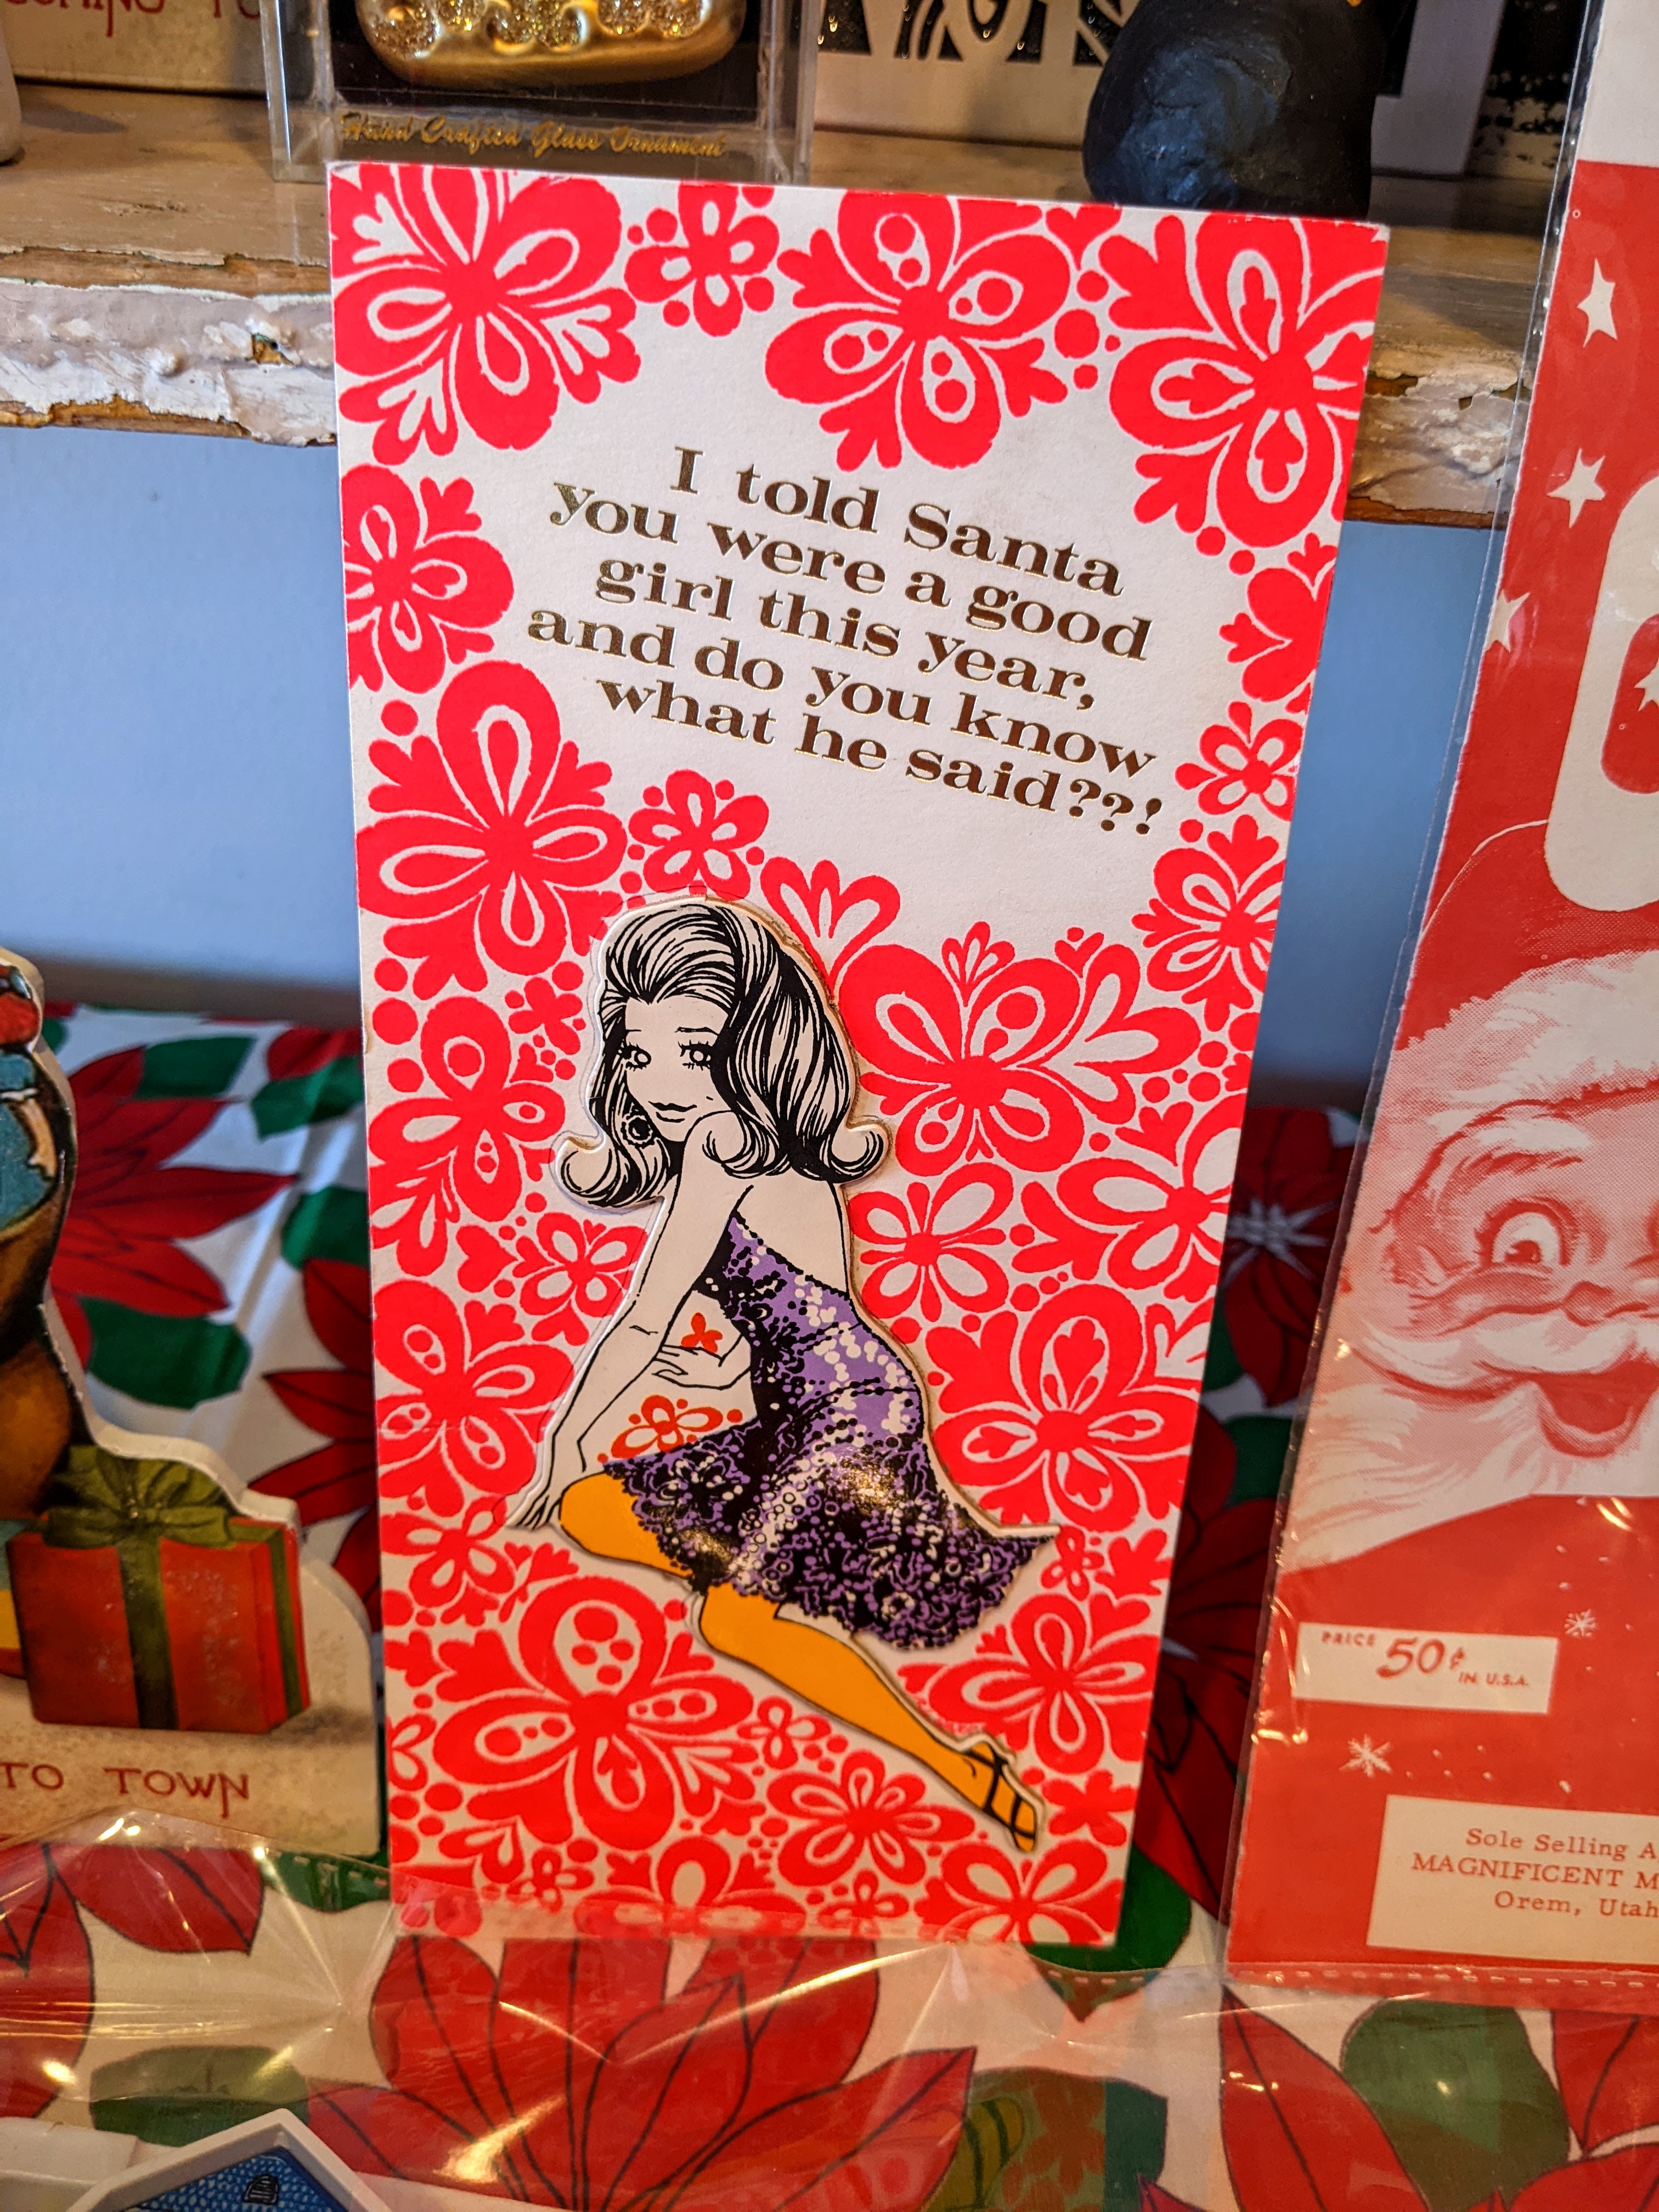 Hand Crafted Glass Ornament
I told Santa
you were a good
girl this year,
and do you know
what he said??!
TO TOWN
PRICE 50¢
IN U.S.A.
Sole Selling
MAGNIFICENT
Orem, Utah